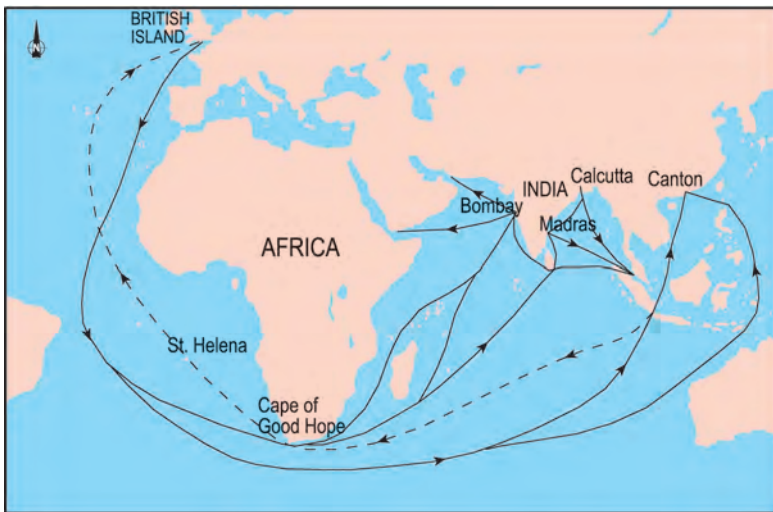 BRITISH
ISLAND
N
INDIA
Calcutta
Canton
Bombay
Madras
AFRICA
St. Helena
Cape of
Good Hope